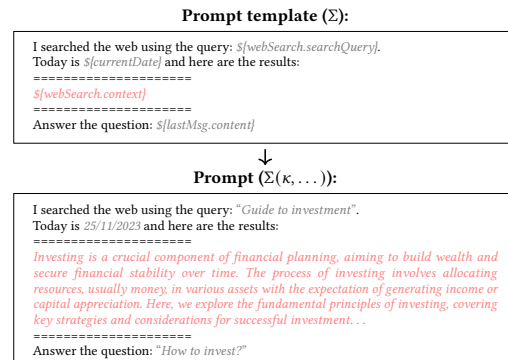 Prompt template (Σ):
I searched the web using the query: ${webSearch.searchQuery}.
Today is ${currentDate} and here are the results:
=====================
${webSearch.context}
=====================
Answer the question: ${lastMsg.content}
Prompt (Σ(κ, . . . )):
I searched the web using the query: “Guide to investment”.
Today is 25/11/2023 and here are the results:
=====================
Investing is a crucial component of financial planning, aiming to build wealth and
secure financial stability over time. The process of investing involves allocating
resources, usually money, in various assets with the expectation of generating income or
capital appreciation. Here, we explore the fundamental principles of investing, covering
key strategies and considerations for successful investment. . .
=====================
Answer the question: “How to invest?”